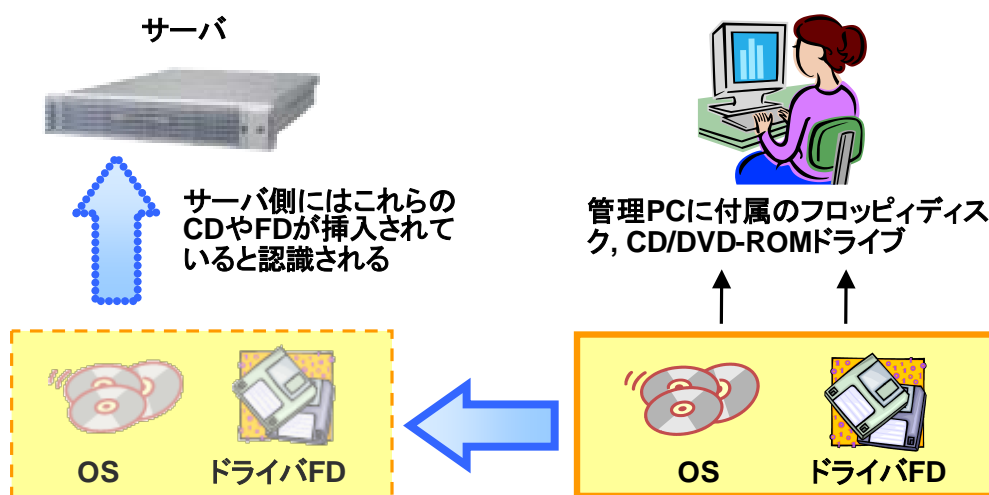 サーバ
サーバ側にはこれらの
CDやFDが挿入されて
いると認識される
管理PCに付属のフロッピィディス
ク, CD/DVD-ROMドライブ
OS ドライバFD
OS ドライバFD